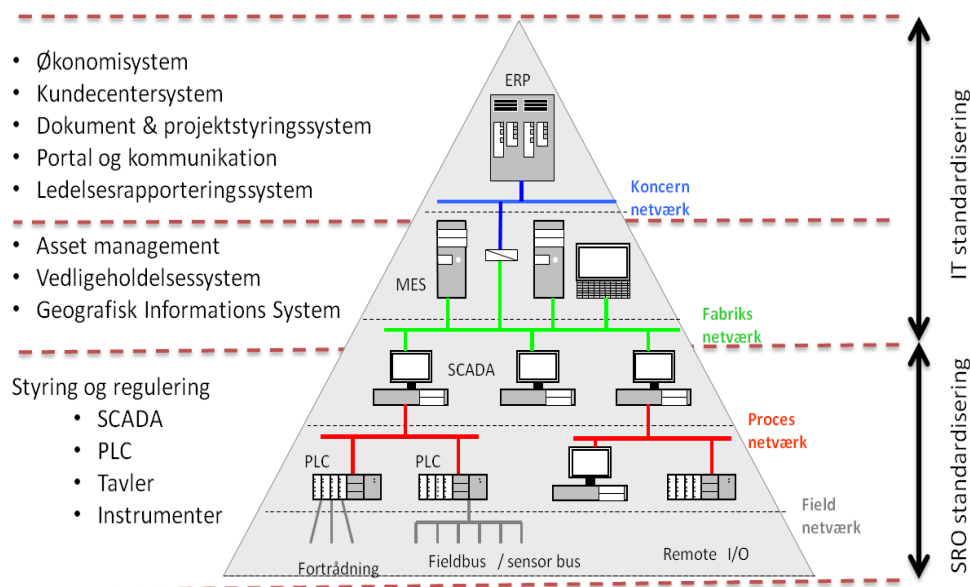 • Økonomisystem
• Kundecentersystem
• Dokument & projektstyringssystem
• Portal og kommunikation
• Ledelsesrapporteringssystem
• Asset management
• Vedligeholdelsessystem
• Geografisk Informations System
Styring og regulering
• SCADA
• PLC
• Tavler
• Instrumenter
ERP
Koncern
netværk
MES
Fabriks
netværk
SCADA
Proces
netværk
PLC
PLC
Field
netværk
Fortrådning
Fieldbus / sensor bus
Remote I/O
IT standardisering
SRO standardisering